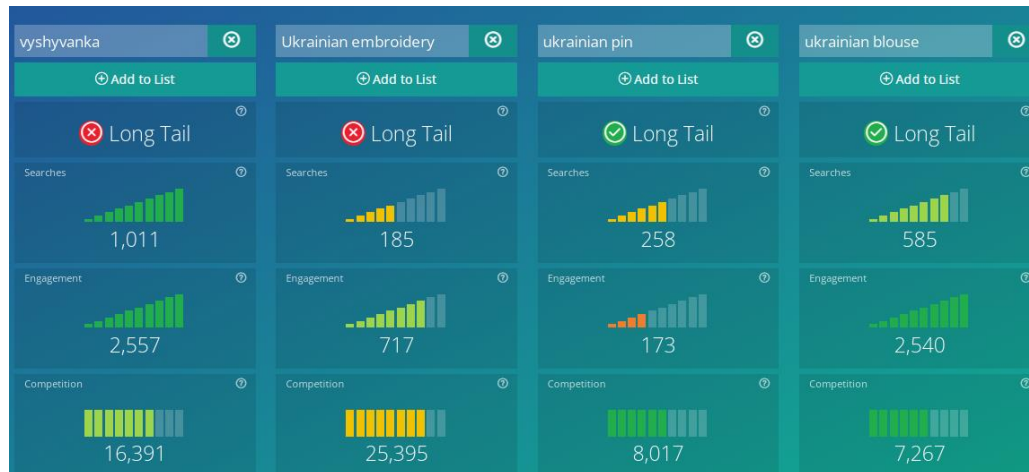 vyshyvanka
Add to List
Long Tail
Searches
1,011
Engagement
2,557
Competition
16,391
Ukrainian embroidery
Add to List
Long Tail
Searches
185
Engagement
717
Competition
25,395
ukrainian pin
Add to List
Long Tail
Searches
258
Engagement
173
Competition
8,017
ukrainian blouse
Add to List
Long Tail
Searches
585
Engagement
2,540
Competition
7,267